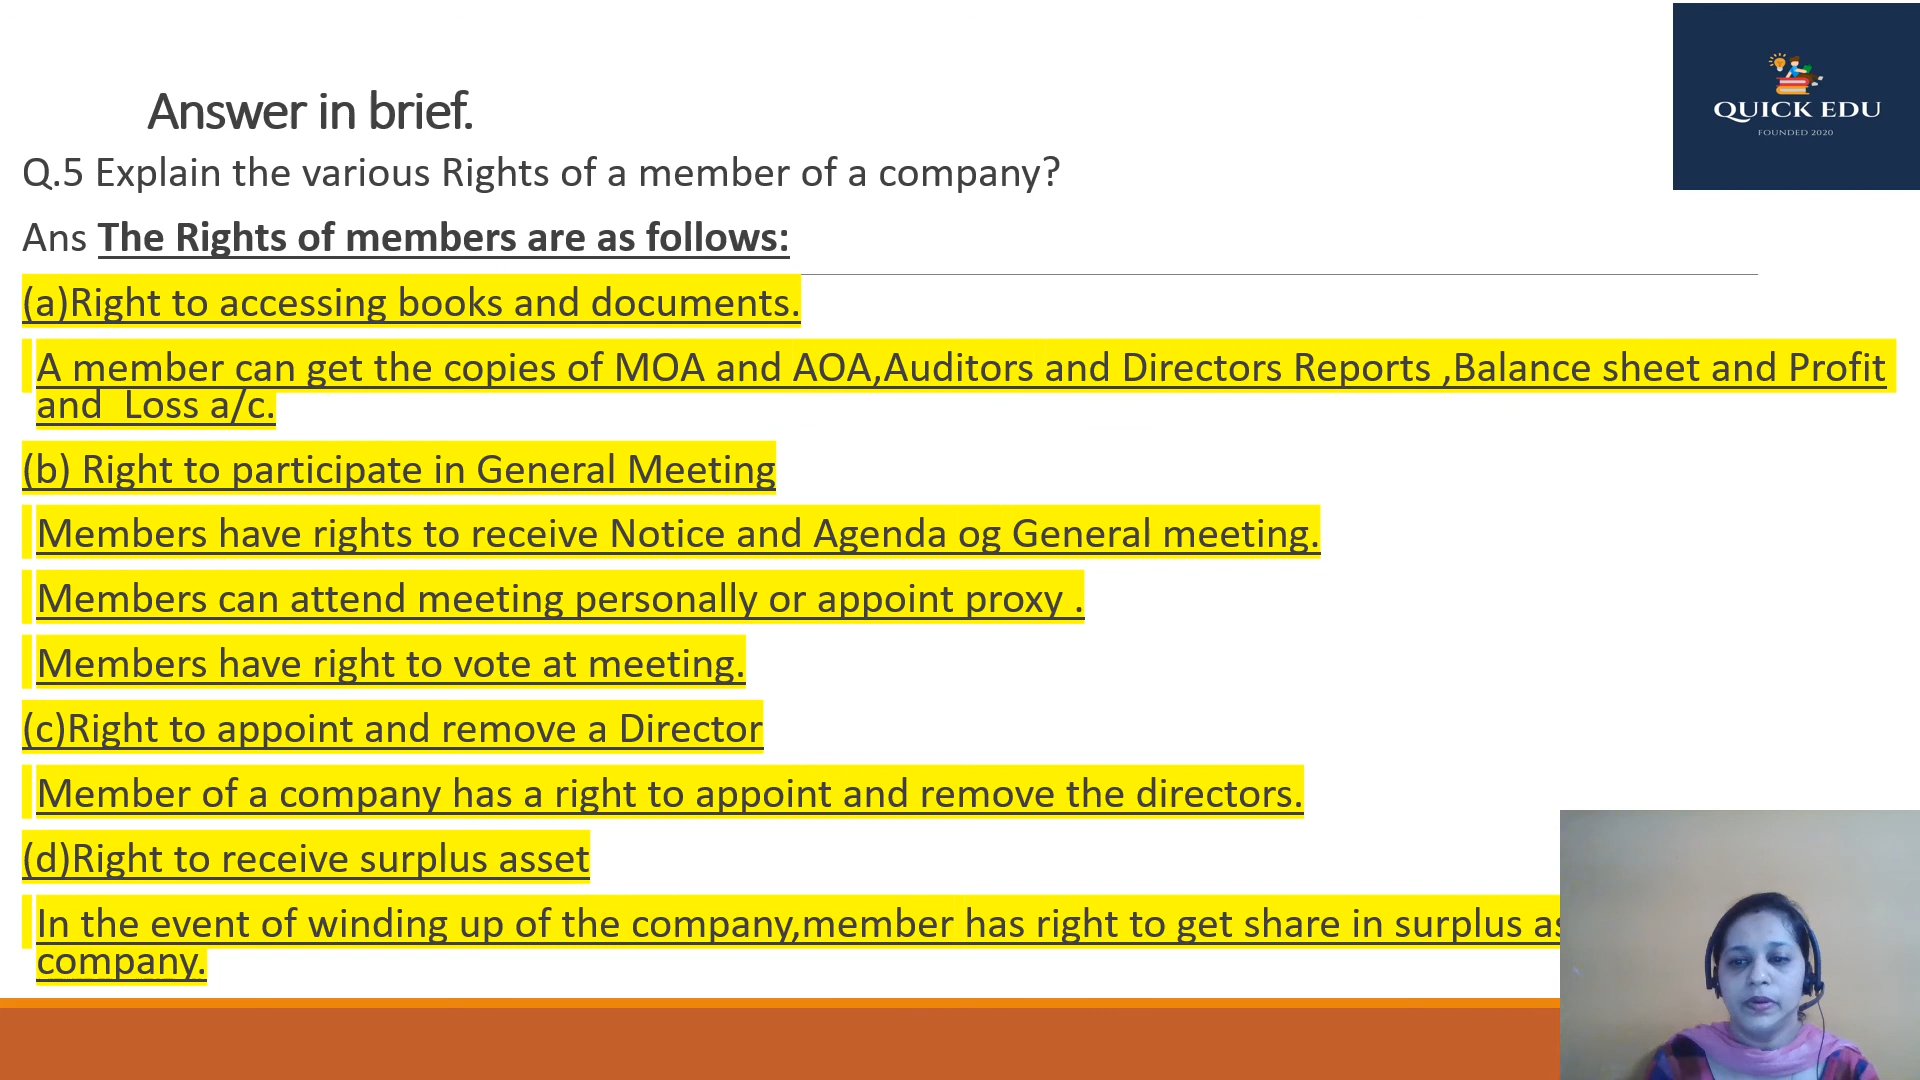 QUICK EDU
FOUNDED 2020
Answer in brief.
Q.5 Explain the various Rights of a member of a company?
Ans The Rights of members are as follows:
(a)Right to accessing books and documents.
A member can get the copies of MOA and AOA,Auditors and Directors Reports ,Balance sheet and Profit
and Loss a/c.
(b) Right to participate in General Meeting
Members have rights to receive Notice and Agenda og General meeting.
Members can attend meeting personally or appoint proxy .
Members have right to vote at meeting.
(c)Right to appoint and remove a Director
Member of a company has a right to appoint and remove the directors.
(d)Right to receive surplus asset
In the event of winding up of the company,member has right to get share in surplus
company.